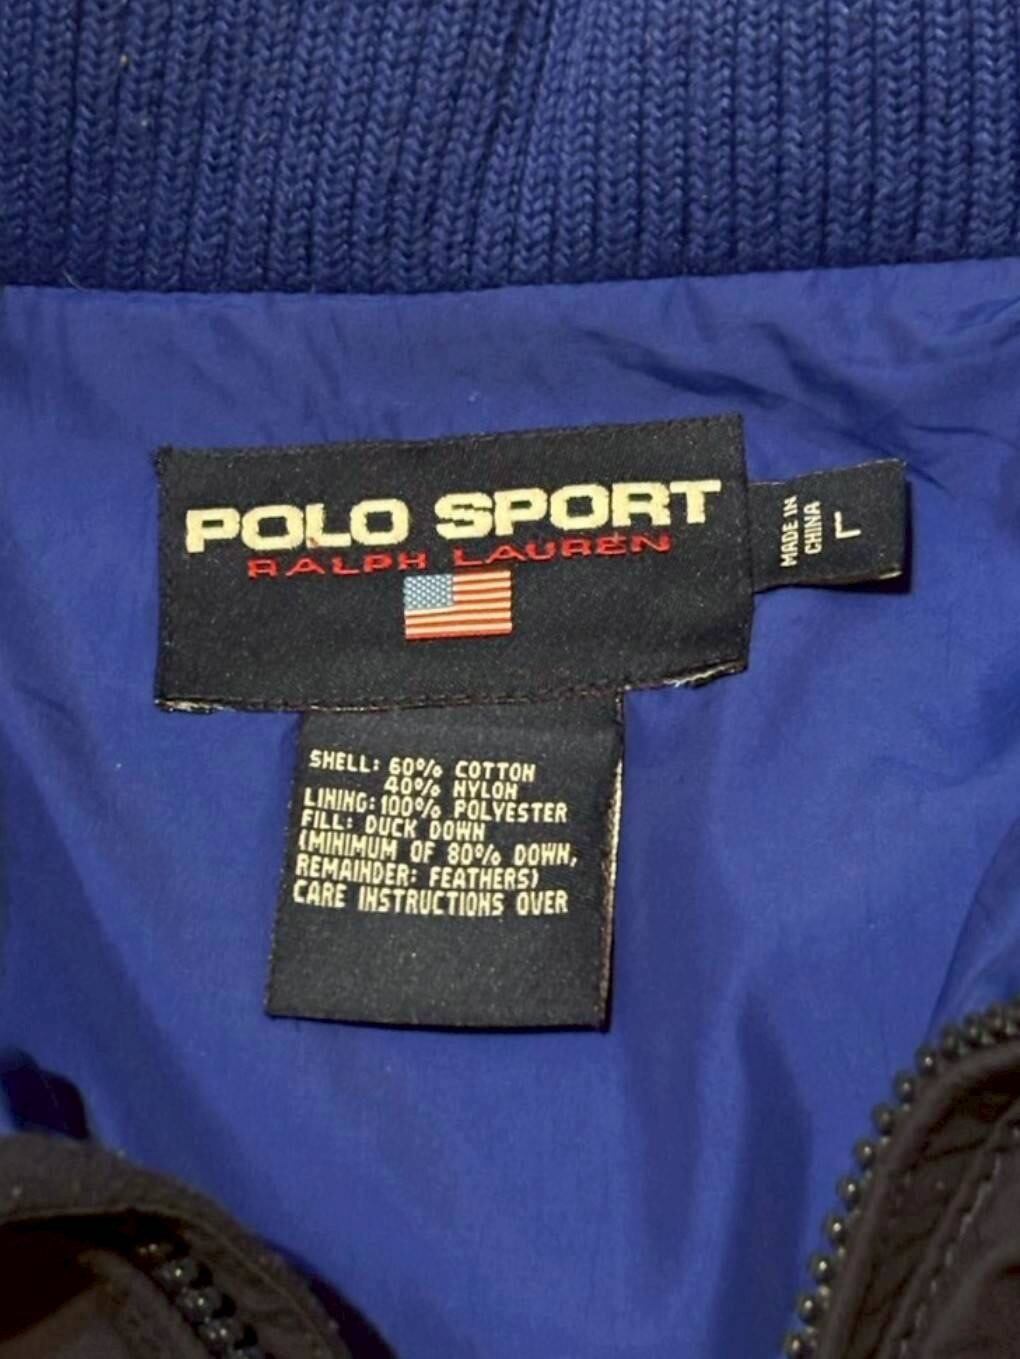 POLO SPORT
RALPH LAUREN
MADE IN
CHINA
L
SHELL: 60% COTTON
40% NYLON
LINING: 100% POLYESTER
FILL: DUCK DOWN
(MINIMUM OF 80% DOWN,
REMAINDER: FEATHERS)
CARE INSTRUCTIONS OVER